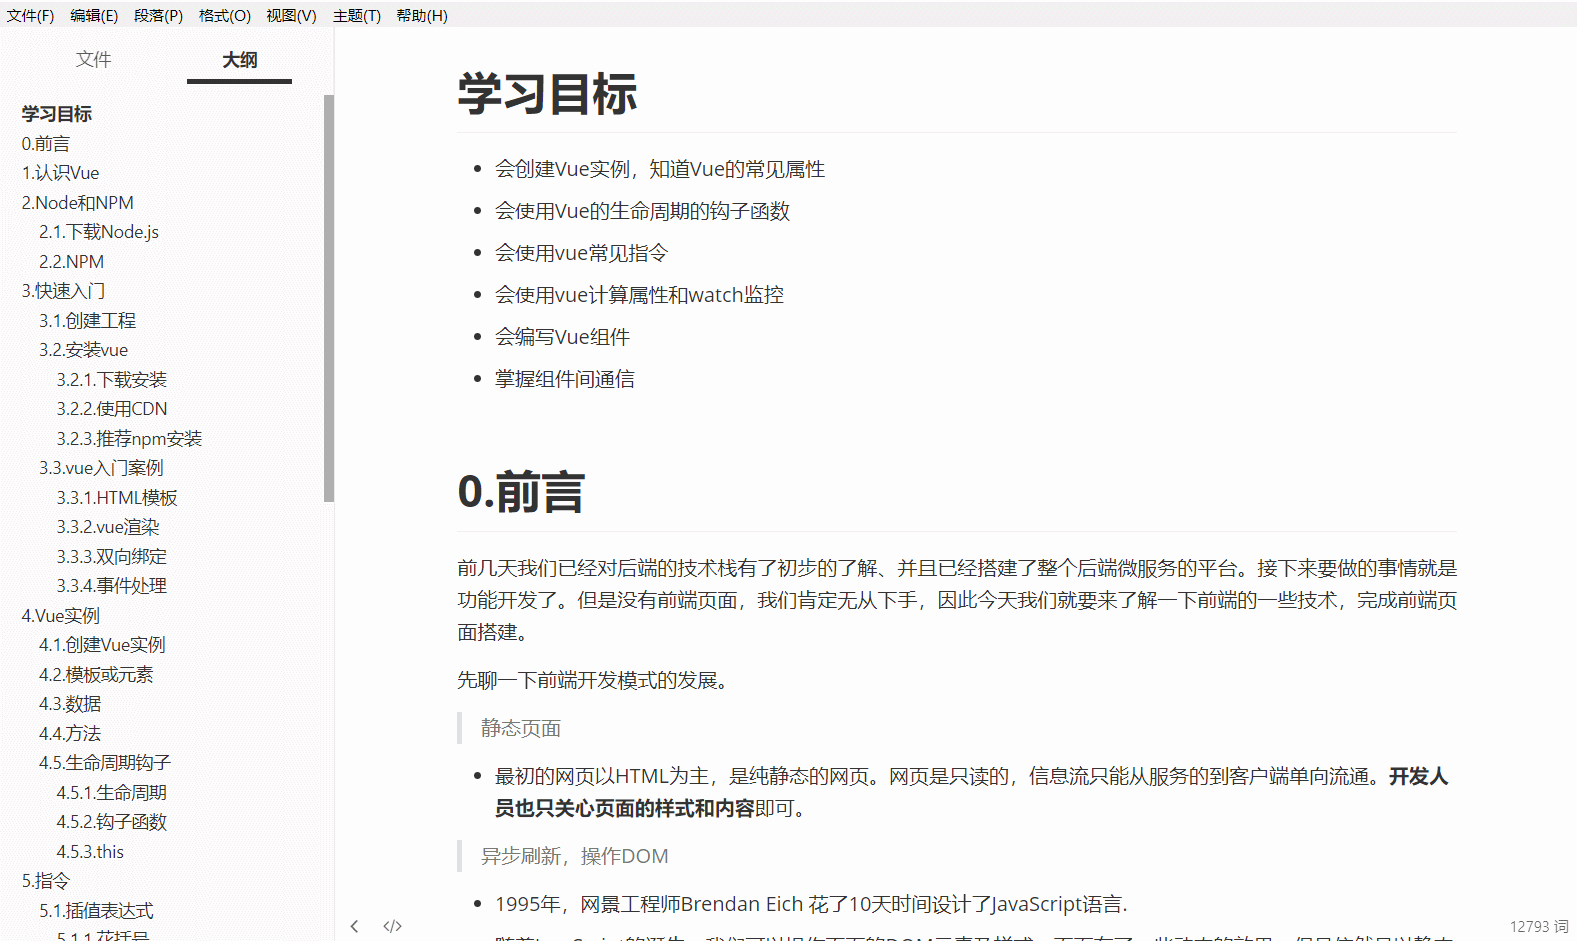 文件(F) 编辑(E) 段落(P) 格式(O) 视图(V) 主题(T) 帮助(H)
文件 大纲
学习目标
0.前言
1.认识Vue
2.Node和NPM
2.1.下载Node.js
2.2.NPM
3.快速入门
3.1.创建工程
3.2.安装vue
3.2.1.下载安装
3.2.2.使用CDN
3.2.3.推荐npm安装
3.3.vue入门案例
3.3.1.HTML模板
3.3.2.vue渲染
3.3.3.双向绑定
3.3.4.事件处理
4.Vue实例
4.1.创建Vue实例
4.2.模板或元素
4.3.数据
4.4.方法
4.5.生命周期钩子
4.5.1.生命周期
4.5.2.钩子函数
4.5.3.this
5.指令
5.1.插值表达式
5.1.1.花括号
学习目标
会创建Vue实例，知道Vue的常见属性
会使用Vue的生命周期的钩子函数
会使用vue常见指令
会使用vue计算属性和watch监控
会编写Vue组件
掌握组件间通信
0.前言
前几天我们已经对后端的技术栈有了初步的了解、并且已经搭建了整个后端微服务的平台。接下来要做的事情就是
功能开发了。但是没有前端页面，我们肯定无从下手，因此今天我们就要来了解一下前端的一些技术，完成前端页
面搭建。
先聊一下前端开发模式的发展。
静态页面
最初的网页以HTML为主，是纯静态的网页。网页是只读的，信息流只能从服务的到客户端单向流通。开发人
员也只关心页面的样式和内容即可。
异步刷新，操作DOM
1995年，网景工程师Brendan Eich 花了10天时间设计了JavaScript语言.
12793 词